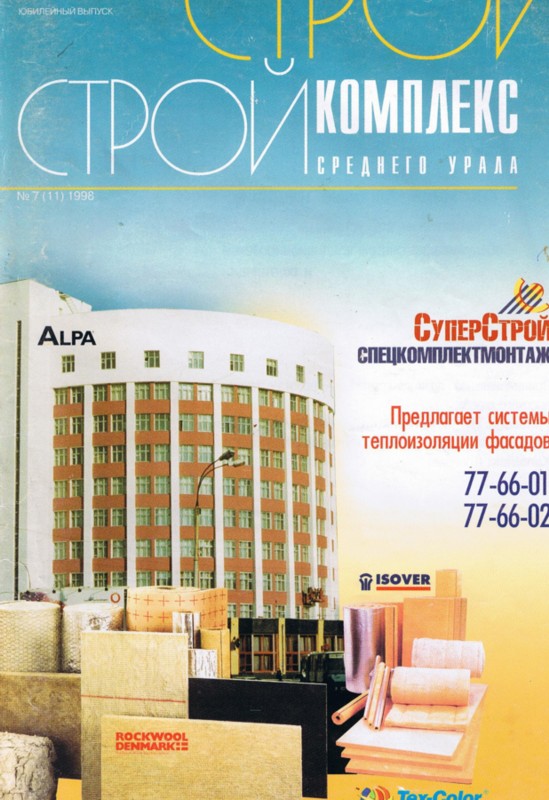 ЮБИЛЕЙНЫЙ ВЫПУСК
СТРОЙ
СТРОЙ КОМПЛЕКС
СРЕДНЕГО УРАЛА
№ 7 (11) 1998
ALPA
СУПЕРСТРОЙ
СПЕЦКОМПЛЕКТМОНТАЖ
Предлагает системы
теплоизоляции фасадов
77-66-01
77-66-02
ISOVER
ROCKWOOL
DENMARK
Tex-Color